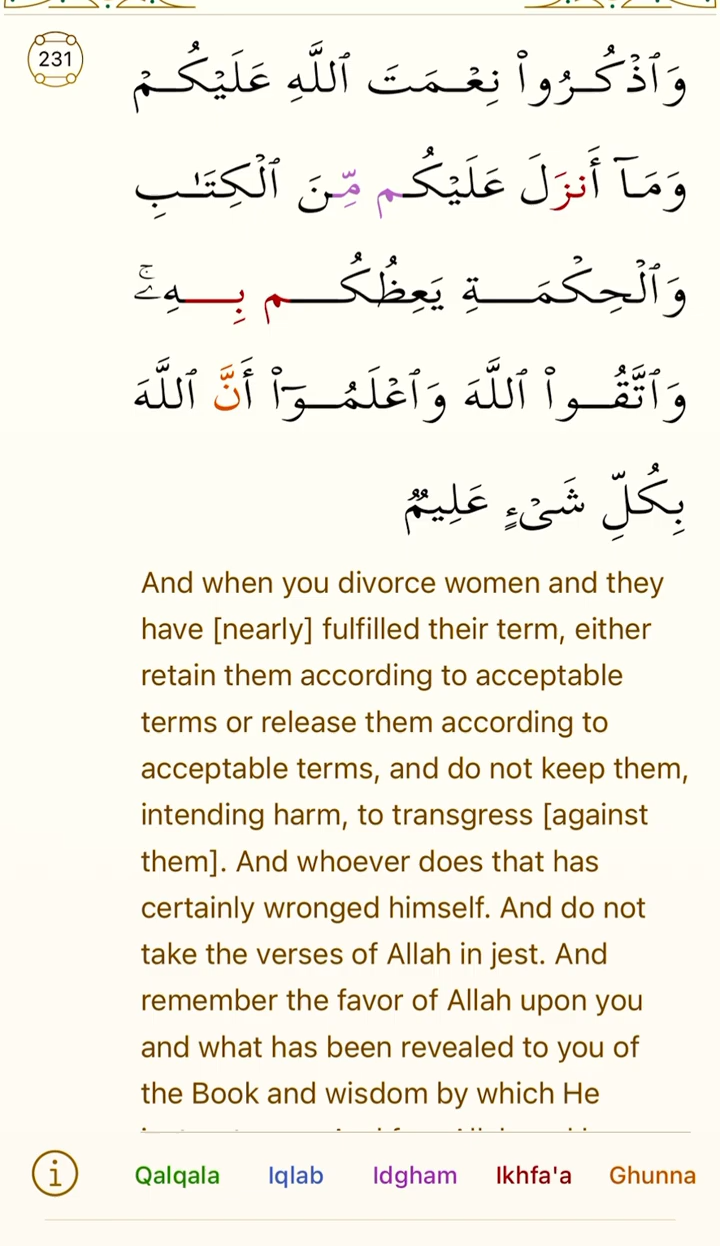 231
وَٱذْكُرُوا۟ نِعْمَتَ ٱللَّهِ عَلَيْكُمْ
وَمَآ أَنزَلَ عَلَيْكُم مِّنَ ٱلْكِتَـٰبِ
وَٱلْحِكْمَةِ يَعِظُكُم بِهِۦ ۚ
وَٱتَّقُوا۟ ٱللَّهَ وَٱعْلَمُوٓا۟ أَنَّ ٱللَّهَ
بِكُلِّ شَىْءٍ عَلِيمٌ
And when you divorce women and they
have [nearly] fulfilled their term, either
retain them according to acceptable
terms or release them according to
acceptable terms, and do not keep them,
intending harm, to transgress [against
them]. And whoever does that has
certainly wronged himself. And do not
take the verses of Allah in jest. And
remember the favor of Allah upon you
and what has been revealed to you of
the Book and wisdom by which He
Qalqala Iqlab Idgham Ikhfa'a Ghunna